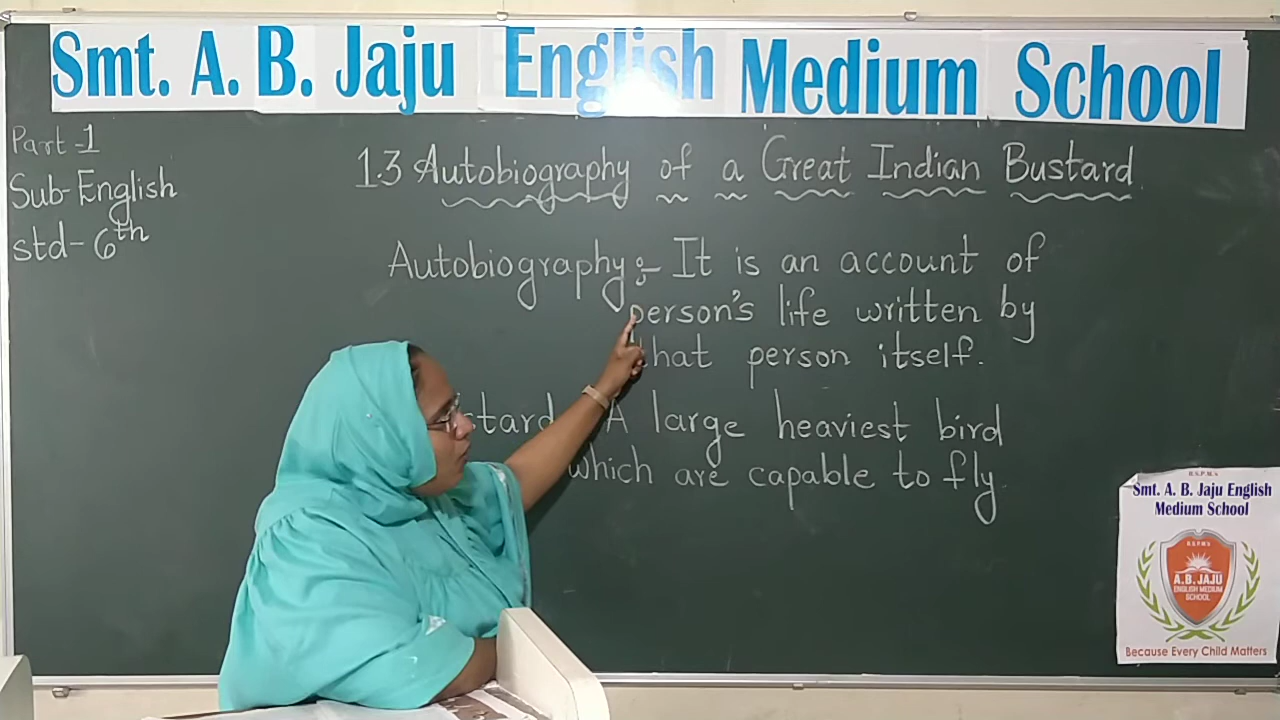 Smt. A. B. Jaju English Medium School
Part -1
Sub- English
std- 6th
1.3 Autobiography of a Great Indian Bustard
Autobiography :- It is an account of
person's life written by
that person itself.
A large heaviest bird
which are capable to fly
Smt. A. B. Jaju English
Medium School
A.B. JAJU
ENGLISH MEDIUM
SCHOOL
Because Every Child Matters